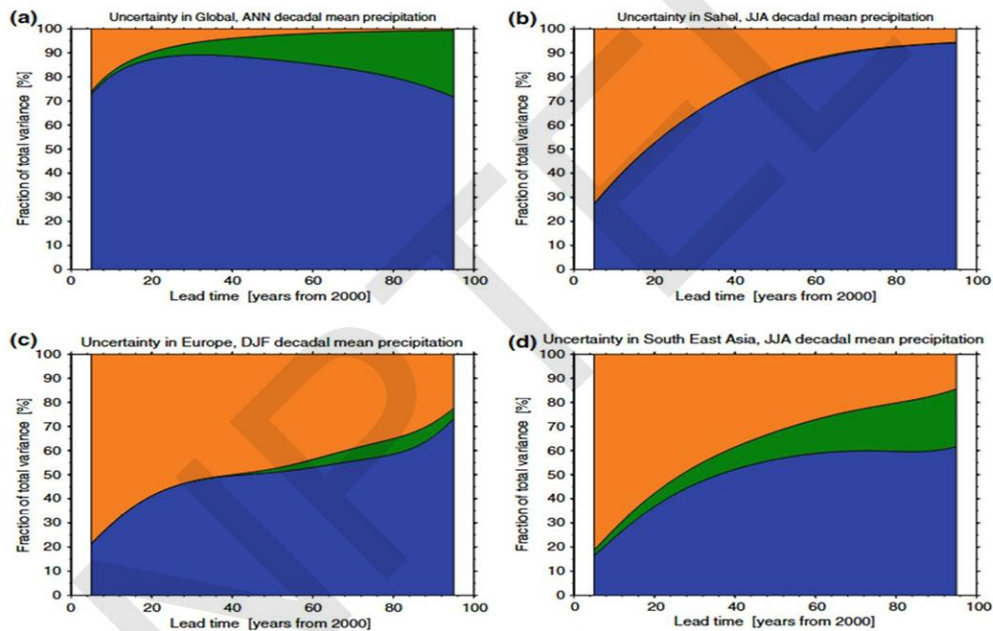 (a) Uncertainty in Global, ANN decadal mean precipitation
100
90
80
70
60
50
40
30
20
10
0
Fraction of total variance [%]
0 20 40 60 80 100
Lead time [years from 2000]
(b) Uncertainty in Sahel, JJA decadal mean precipitation
100
90
80
70
60
50
40
30
20
10
0
Fraction of total variance [%]
0 20 40 60 80 100
Lead time [years from 2000]
(c) Uncertainty in Europe, DJF decadal mean precipitation
100
90
80
70
60
50
40
30
20
10
0
Fraction of total variance [%]
0 20 40 60 80 100
Lead time [years from 2000]
(d) Uncertainty in South East Asia, JJA decadal mean precipitation
100
90
80
70
60
50
40
30
20
10
0
Fraction of total variance [%]
0 20 40 60 80 100
Lead time [years from 2000]
NPTEL